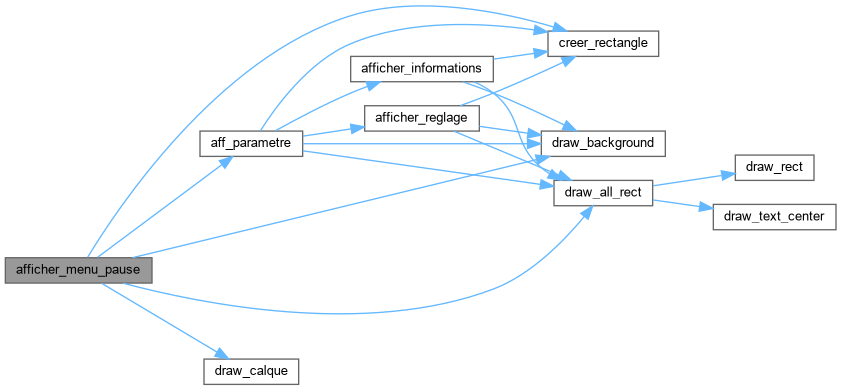 creer_rectangle
afficher_informations
afficher_reglage
aff_parametre
draw_background
draw_rect
draw_all_rect
draw_text_center
afficher_menu_pause
draw_calque